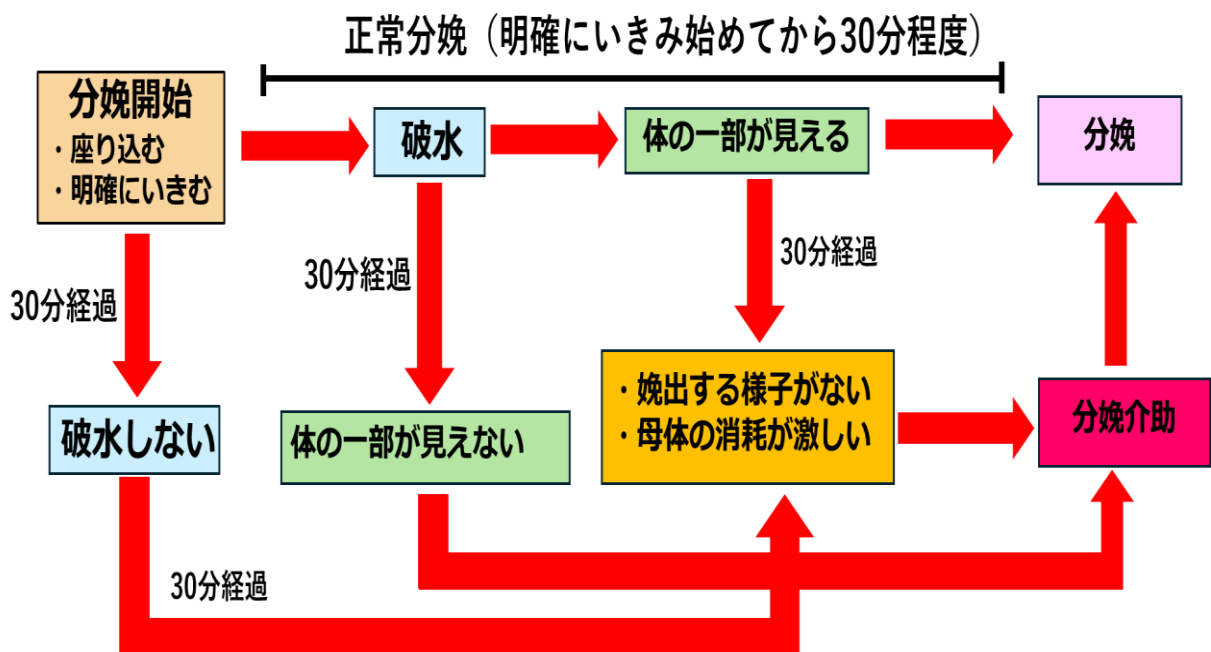 正常分娩（明確にいきみ始めてから30分程度）
分娩開始
・座り込む
・明確にいきむ
破水
体の一部が見える
分娩
30分経過
30分経過
30分経過
破水しない
体の一部が見えない
・娩出する様子がない
・母体の消耗が激しい
分娩介助
30分経過